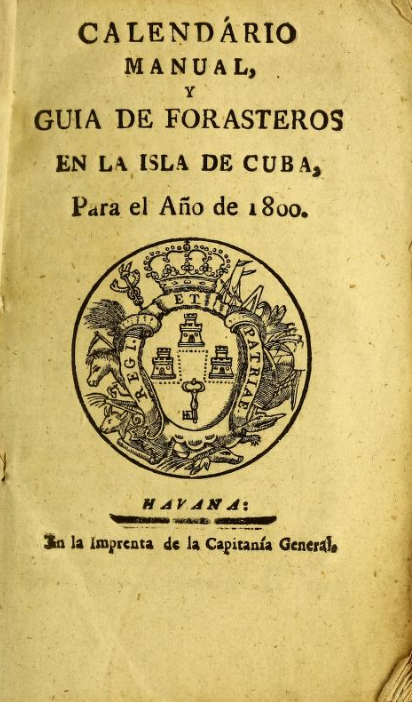 CALENDÁRIO
MANUAL,
Y
GUIA DE FORASTEROS
EN LA ISLA DE CUBA,
Para el Año de 1800.
REGI. ET. PATRIAE.
HAVANA:
En la Imprenta de la Capitanía General.